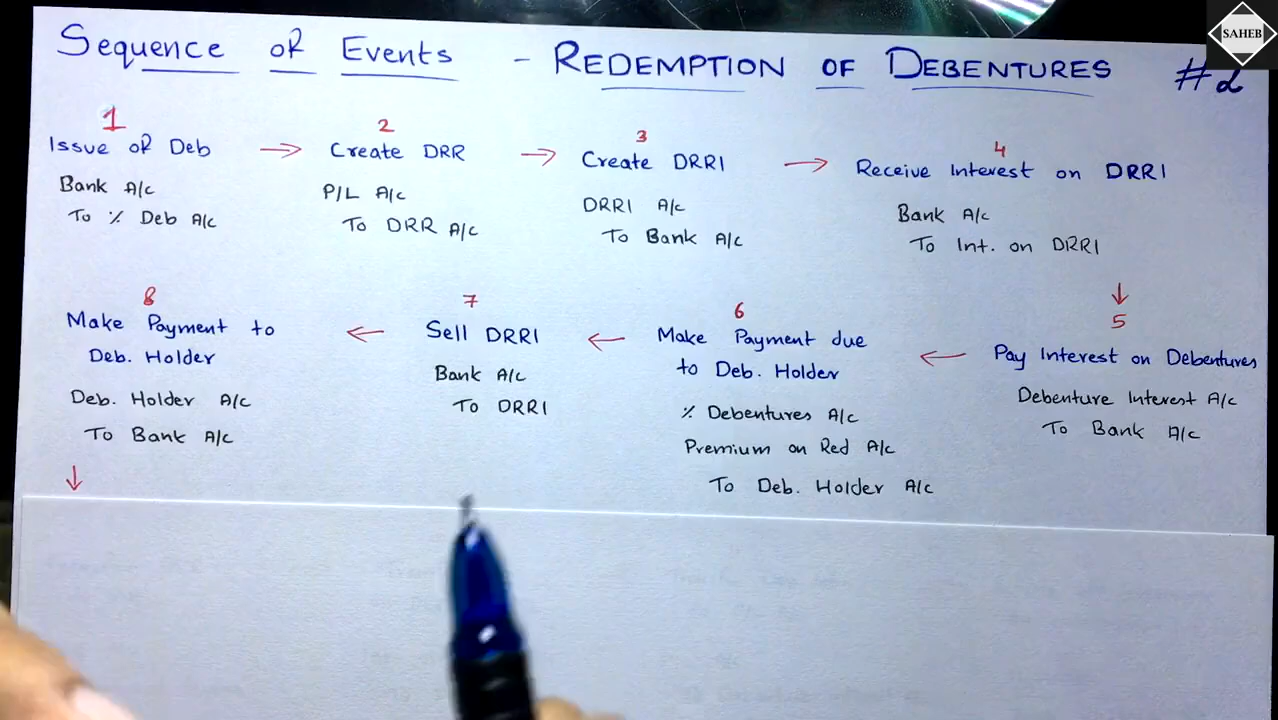 Sequence of Events - REDEMPTION OF DEBENTURES #2
SAHEB
1
Issue of Deb →
Bank A/c
To % Deb A/c
2
Create DRR →
P/L A/c
To DRR A/c
3
Create DRRI →
DRRI A/c
To Bank A/c
4
Receive Interest on DRRI
Bank A/c
To Int. on DRRI
↓
5
Pay Interest on Debentures
Debenture Interest A/c
To Bank A/c
←
6
Make Payment due
to Deb. Holder
% Debentures A/c
Premium on Red A/c
To Deb. Holder A/c
←
7
Sell DRRI
Bank A/c
To DRRI
←
8
Make Payment to
Deb. Holder
Deb. Holder A/c
To Bank A/c
↓